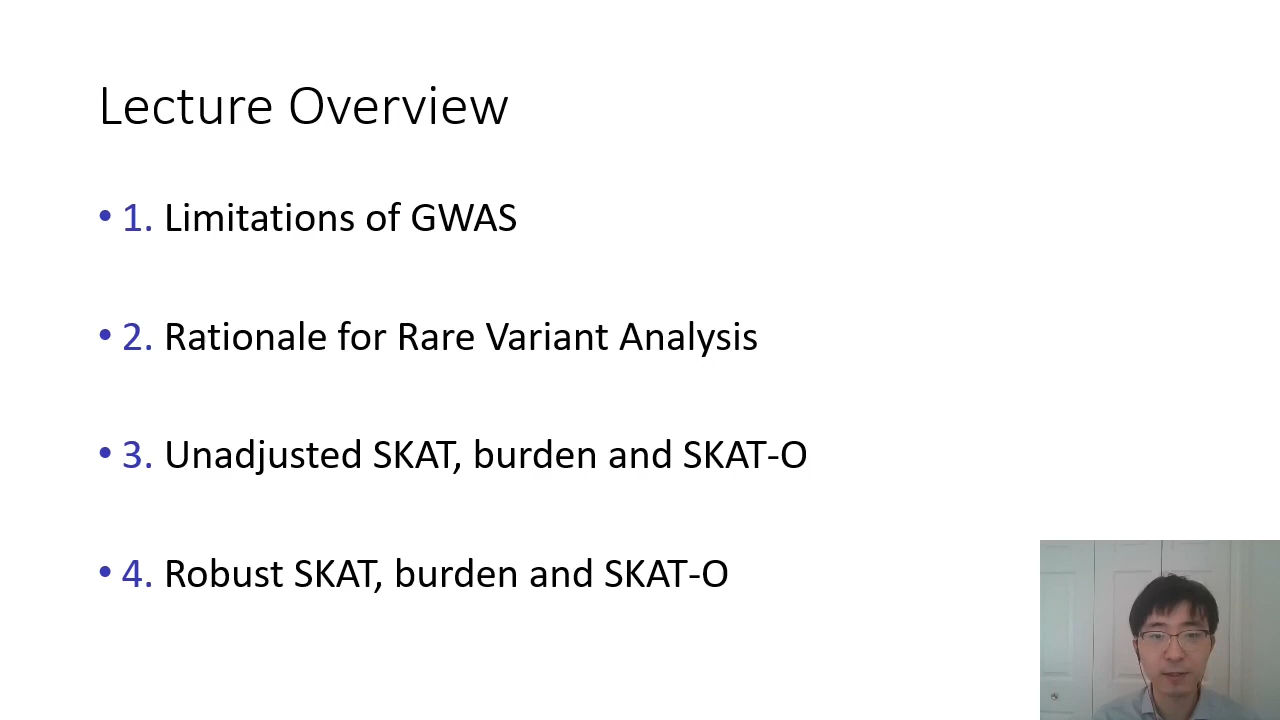 Lecture Overview
• 1. Limitations of GWAS
• 2. Rationale for Rare Variant Analysis
• 3. Unadjusted SKAT, burden and SKAT-O
• 4. Robust SKAT, burden and SKAT-O